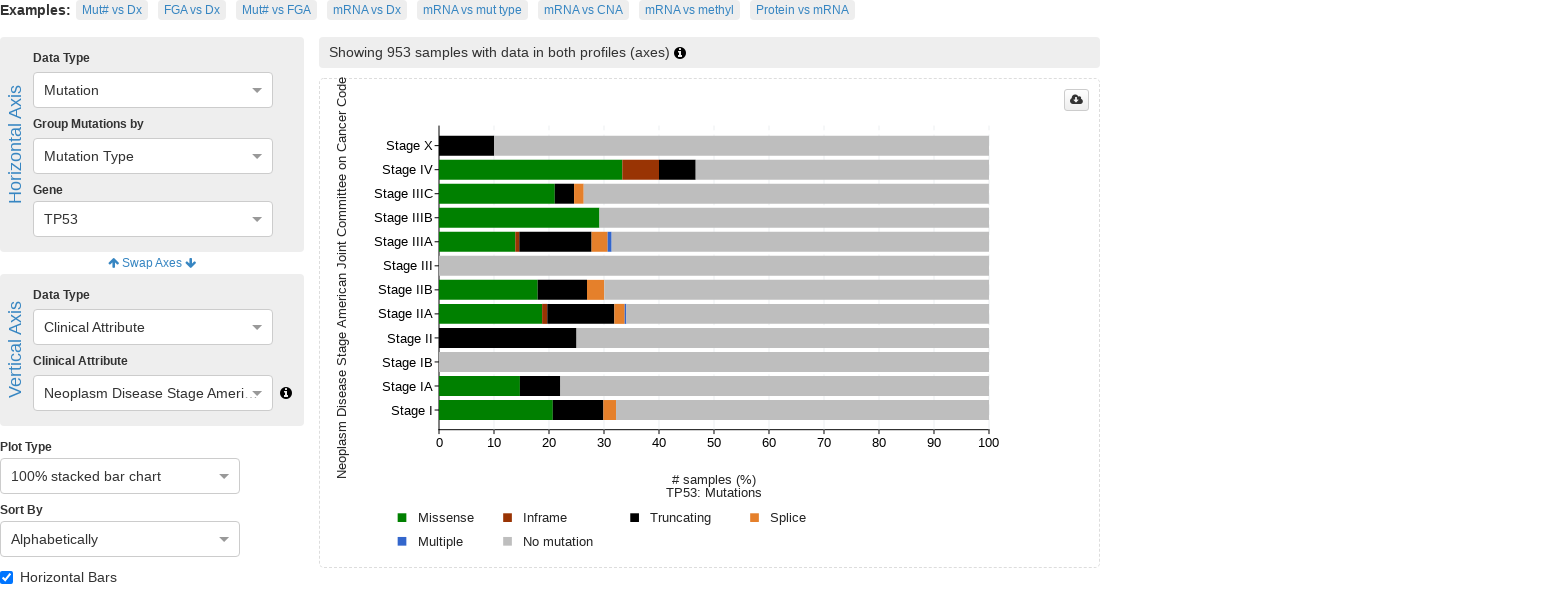 Examples: Mut# vs Dx FGA vs Dx Mut# vs FGA mRNA vs Dx mRNA vs mut type mRNA vs CNA mRNA vs methyl Protein vs mRNA
Horizontal Axis
Data Type
Mutation
Group Mutations by
Mutation Type
Gene
TP53
Swap Axes
Vertical Axis
Data Type
Clinical Attribute
Clinical Attribute
Neoplasm Disease Stage Ameri...
Plot Type
100% stacked bar chart
Sort By
Alphabetically
Horizontal Bars
Showing 953 samples with data in both profiles (axes)
Neoplasm Disease Stage American Joint Committee on Cancer Code
Stage X
Stage IV
Stage IIIC
Stage IIIB
Stage IIIA
Stage III
Stage IIB
Stage IIA
Stage II
Stage IB
Stage IA
Stage I
0 10 20 30 40 50 60 70 80 90 100
# samples (%)
TP53: Mutations
Missense Inframe Truncating Splice
Multiple No mutation